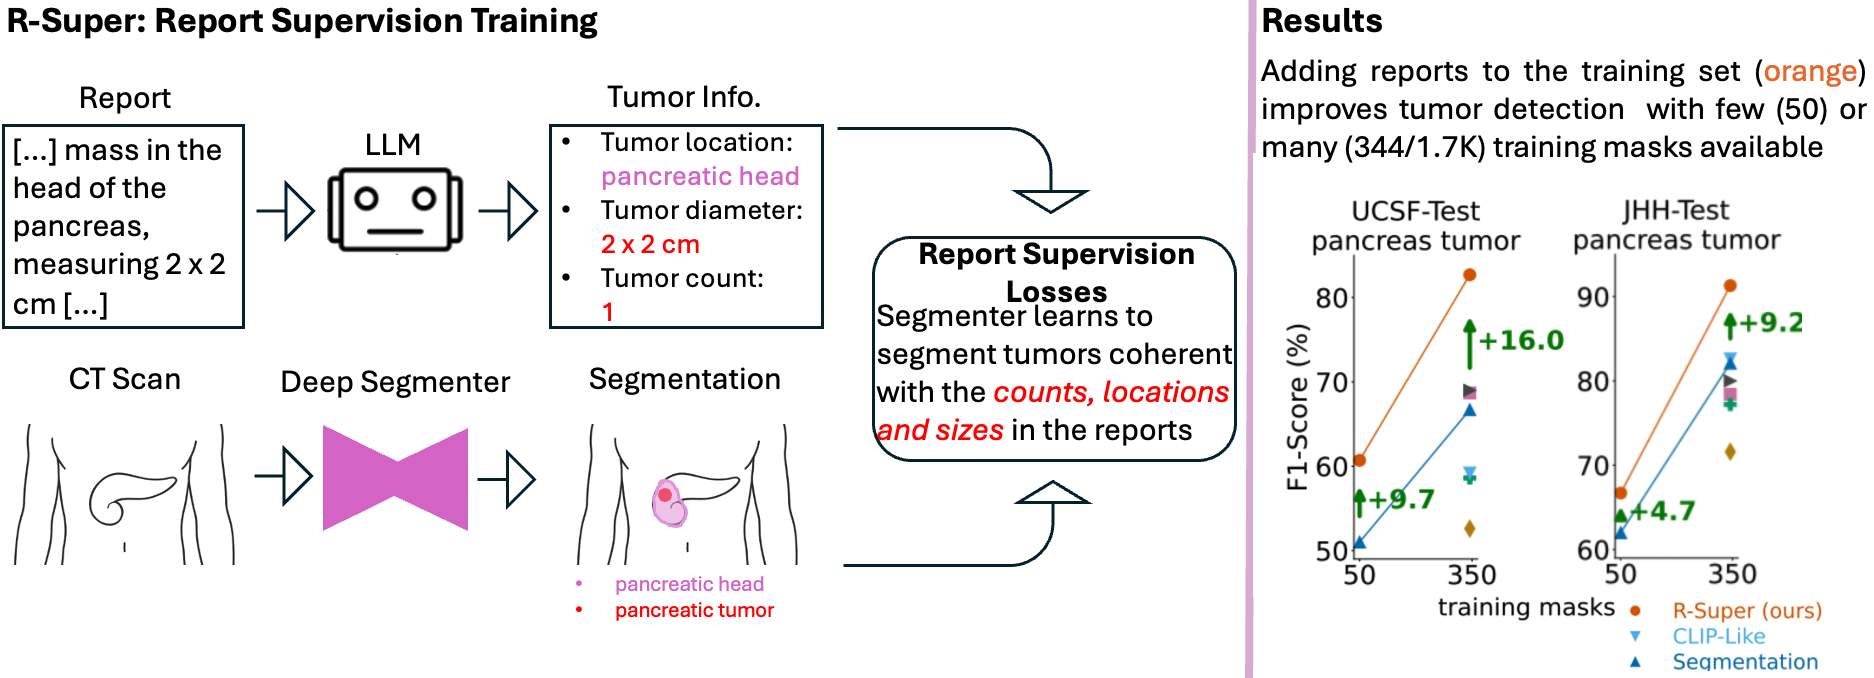 R-Super: Report Supervision Training
Report
[...] mass in the
head of the
pancreas,
measuring 2 x 2
cm [...]
LLM
Tumor Info.
• Tumor location:
pancreatic head
• Tumor diameter:
2 x 2 cm
• Tumor count:
1
CT Scan
Deep Segmenter
Segmentation
• pancreatic head
• pancreatic tumor
Report Supervision
Losses
Segmenter learns to
segment tumors coherent
with the counts, locations
and sizes in the reports
Results
Adding reports to the training set (orange)
improves tumor detection with few (50) or
many (344/1.7K) training masks available
UCSF-Test
pancreas tumor
F1-Score (%)
80
70
60
50
+16.0
+9.7
50
350
JHH-Test
pancreas tumor
90
80
70
60
+9.2
+4.7
50
350
training masks
R-Super (ours)
CLIP-Like
Segmentation